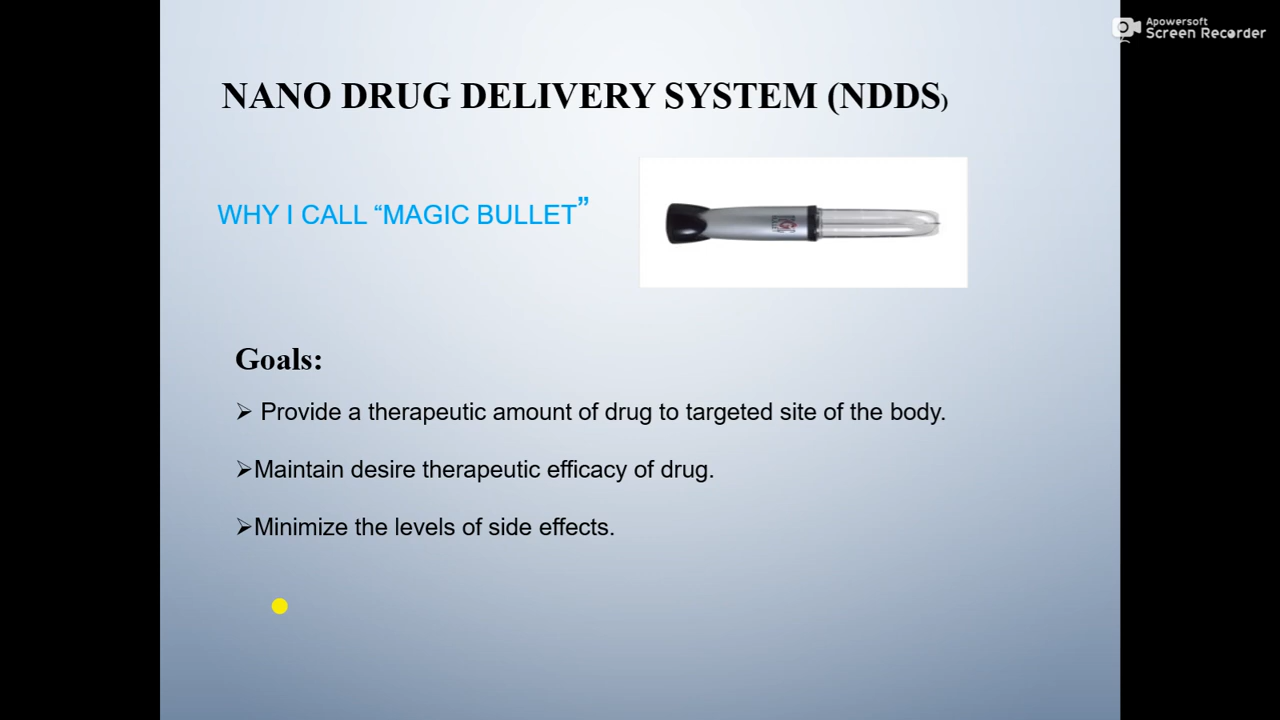 Apowersoft
Screen Recorder
NANO DRUG DELIVERY SYSTEM (NDDS)
WHY I CALL “MAGIC BULLET”
Goals:
➢ Provide a therapeutic amount of drug to targeted site of the body.
➢Maintain desire therapeutic efficacy of drug.
➢Minimize the levels of side effects.